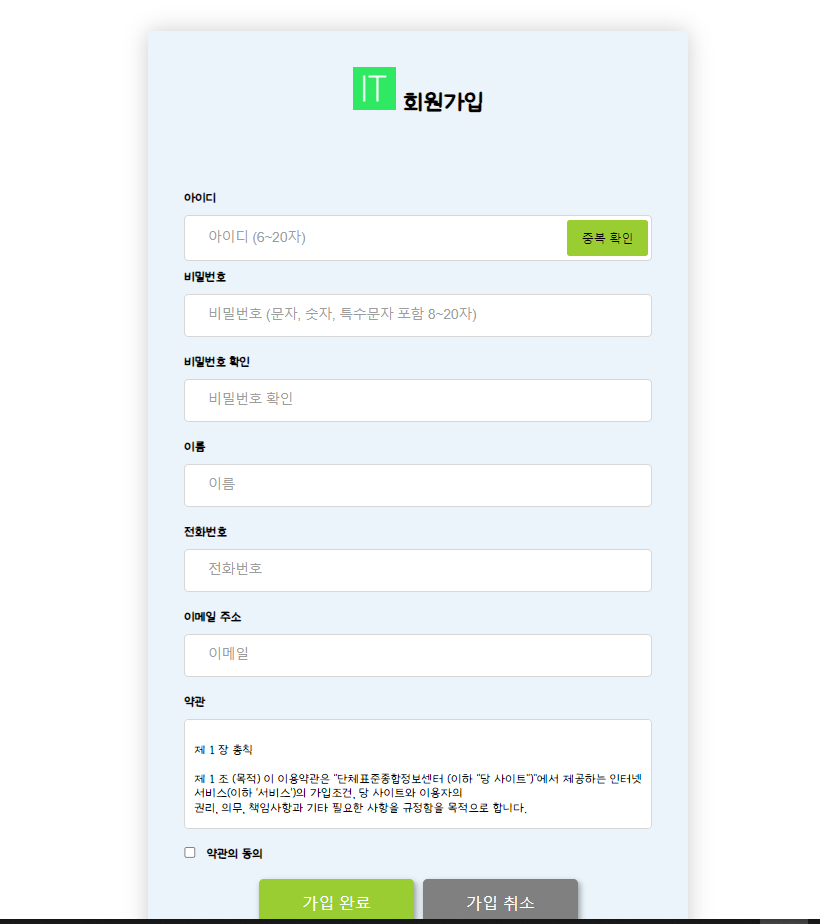 IT 회원가입
아이디
아이디 (6~20자) 중복 확인
비밀번호
비밀번호 (문자, 숫자, 특수문자 포함 8~20자)
비밀번호 확인
비밀번호 확인
이름
이름
전화번호
전화번호
이메일 주소
이메일
약관
제 1 장 총칙
제 1 조 (목적) 이 이용약관은 "단체표준종합정보센터 (이하 "당 사이트")"에서 제공하는 인터넷
서비스(이하 '서비스')의 가입조건, 당 사이트와 이용자의
권리, 의무, 책임사항과 기타 필요한 사항을 규정함을 목적으로 합니다.
약관의 동의
가입 완료 가입 취소